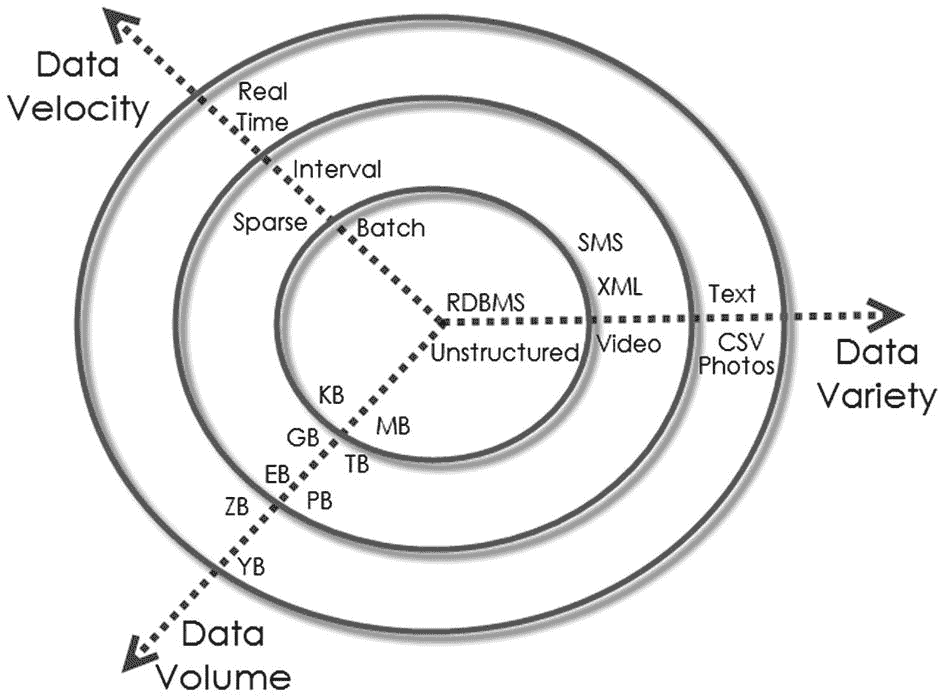 Data
Velocity
Real
Time
Interval
Sparse
Batch
SMS
XML
Text
RDBMS
Unstructured
Video
CSV
Photos
Data
Variety
KB
MB
GB
TB
EB
PB
ZB
YB
Data
Volume